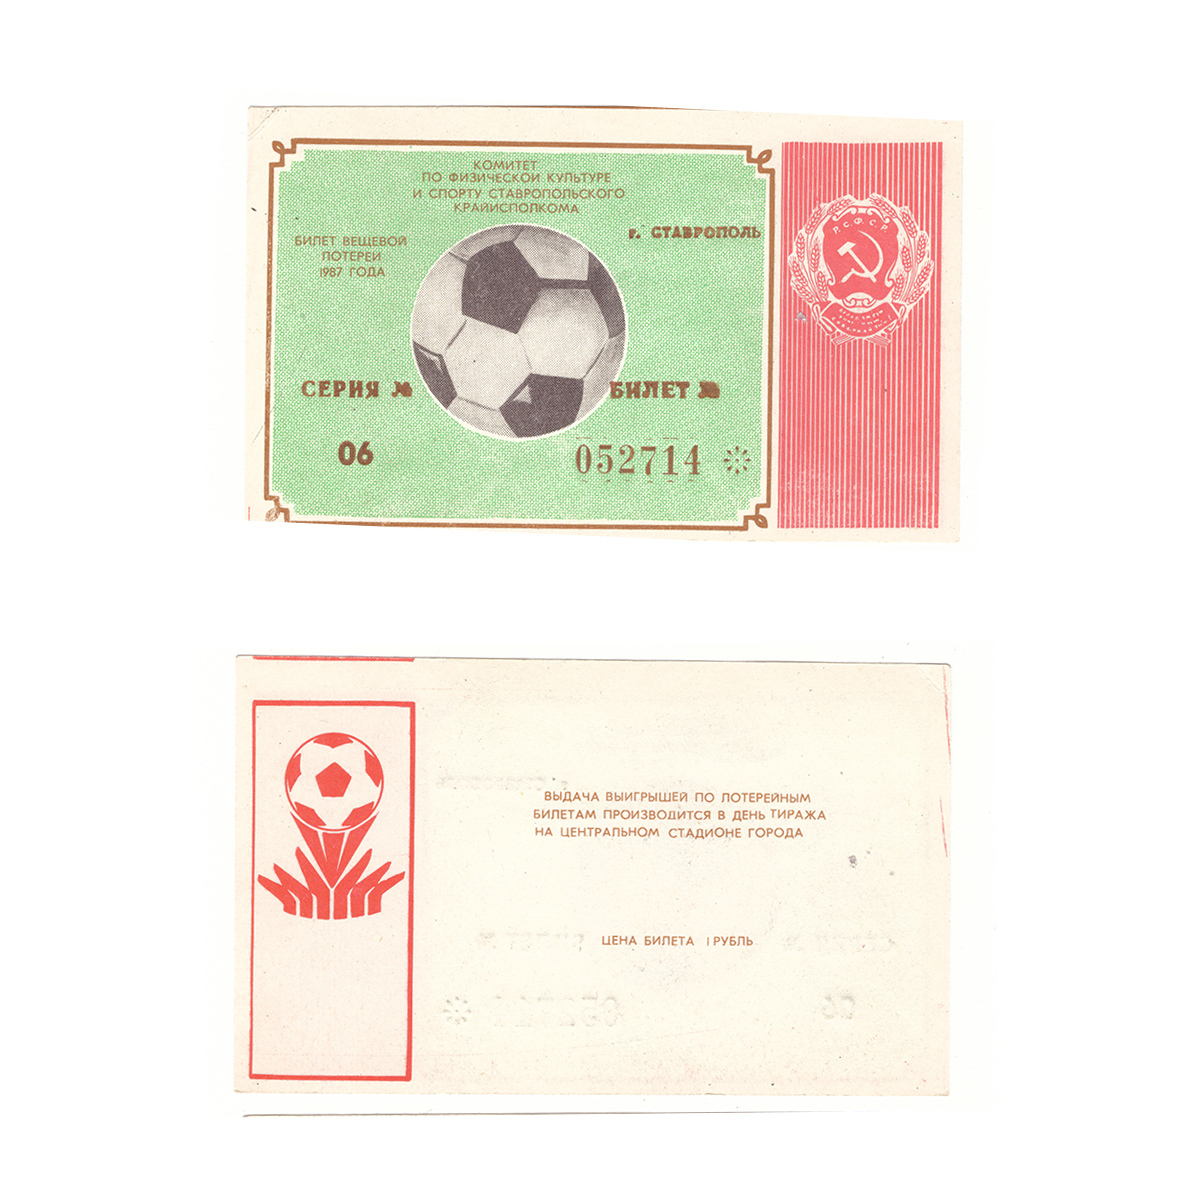 КОМИТЕТ
ПО ФИЗИЧЕСКОЙ КУЛЬТУРЕ
И СПОРТУ СТАВРОПОЛЬСКОГО
КРАЙИСПОЛКОМА
г. СТАВРОПОЛЬ
БИЛЕТ ВЕЩЕВОЙ
ЛОТЕРЕИ
1987 ГОДА
СЕРИЯ №
БИЛЕТ №
06
052714
Р.С.Ф.С.Р.
ВЫДАЧА ВЫИГРЫШЕЙ ПО ЛОТЕРЕЙНЫМ
БИЛЕТАМ ПРОИЗВОДИТСЯ В ДЕНЬ ТИРАЖА
НА ЦЕНТРАЛЬНОМ СТАДИОНЕ ГОРОДА
ЦЕНА БИЛЕТА 1 РУБЛЬ